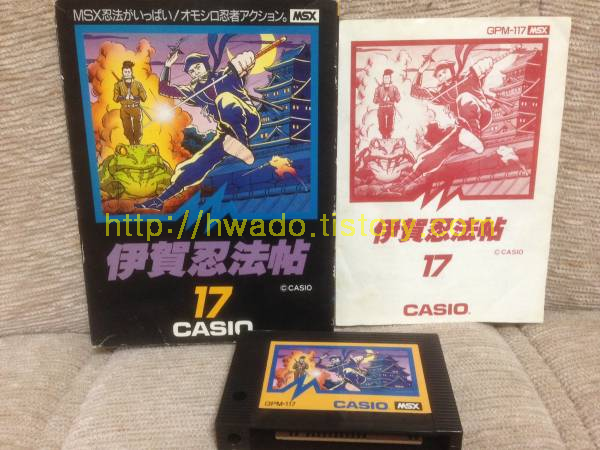 MSX忍法がいっぱい!オモシロ忍者アクション。 MSX
伊賀忍法帖
©CASIO
17
CASIO
GPM-117 MSX
伊賀忍法帖
©CASIO
17
CASIO
http://hwado.tistory.com
GPM-117
CASIO MSX